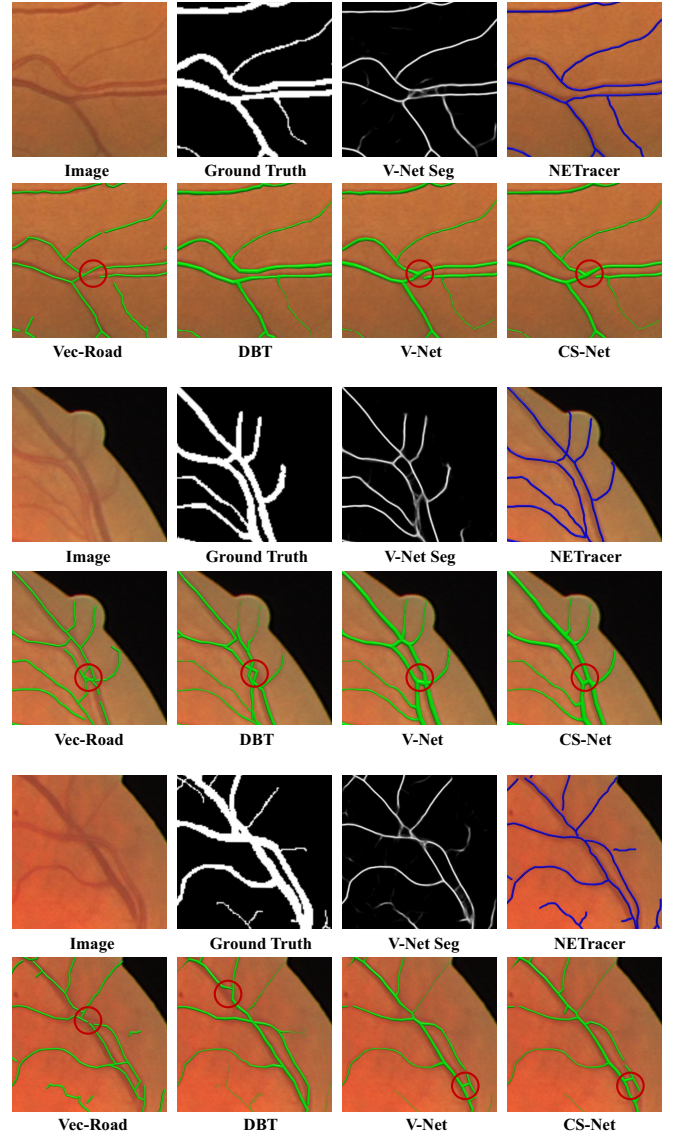 Image Ground Truth V-Net Seg NETracer
Vec-Road DBT V-Net CS-Net
Image Ground Truth V-Net Seg NETracer
Vec-Road DBT V-Net CS-Net
Image Ground Truth V-Net Seg NETracer
Vec-Road DBT V-Net CS-Net